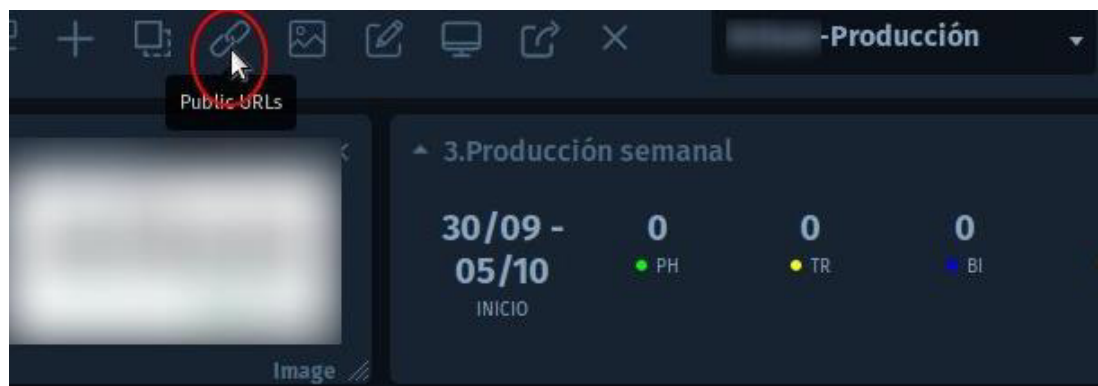 -Producción
Public URLs
3.Producción semanal
30/09 -
05/10
INICIO
0
PH
0
TR
0
BI
Image